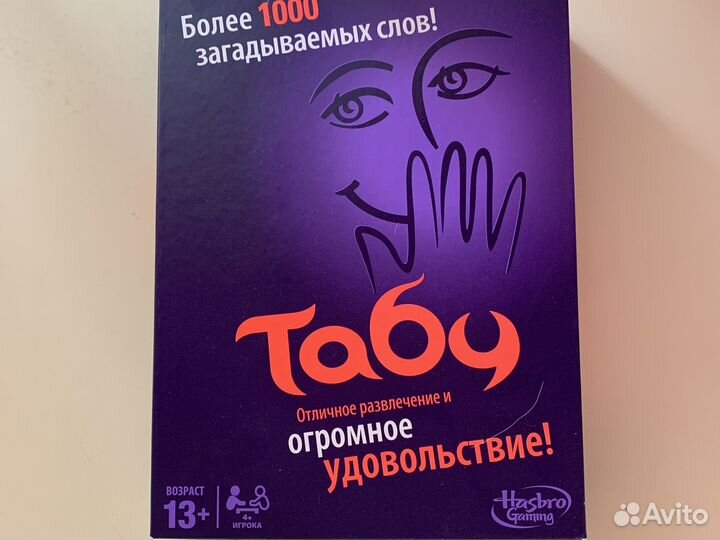 Более 1000
загадываемых слов!
Табу
Отличное развлечение и
огромное
удовольствие!
ВОЗРАСТ
13+
4+
ИГРОКА
Hasbro
Gaming
Avito